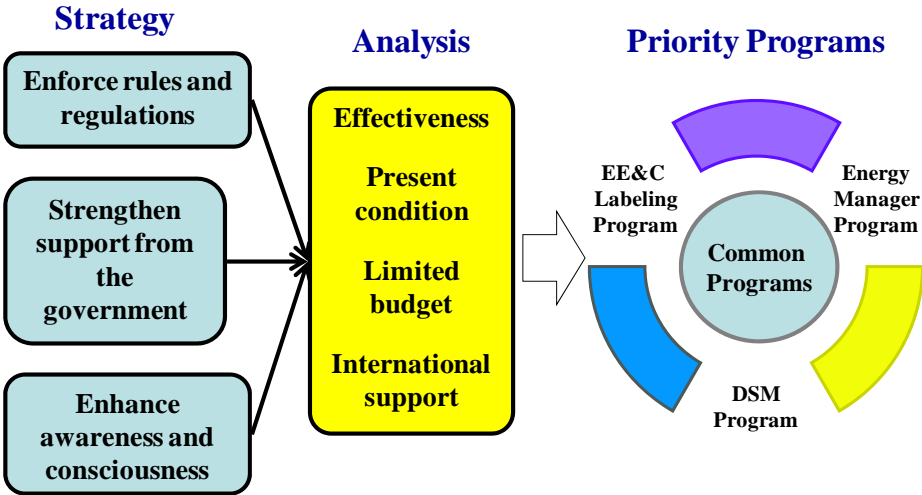 Strategy
Enforce rules and
regulations
Strengthen
support from
the
government
Enhance
awareness and
consciousness
Analysis
Effectiveness
Present
condition
Limited
budget
International
support
Priority Programs
EE&C
Labeling
Program
Energy
Manager
Program
Common
Programs
DSM
Program